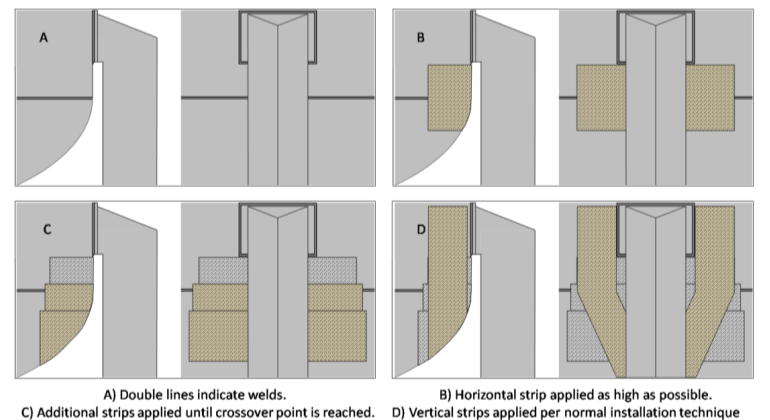 A
B
C
D
A) Double lines indicate welds.
B) Horizontal strip applied as high as possible.
C) Additional strips applied until crossover point is reached.
D) Vertical strips applied per normal installation technique